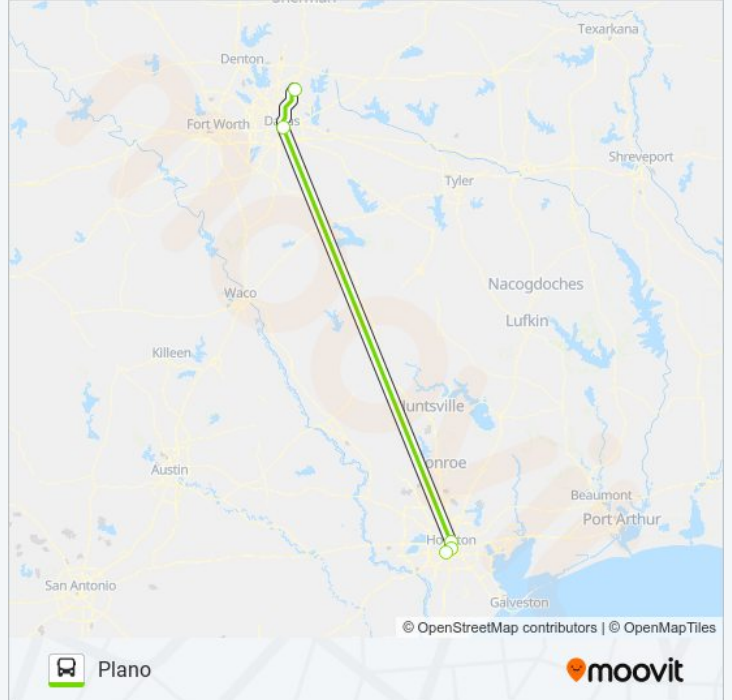 Sherman
Texarkana
Denton
Dallas
Fort Worth
Shreveport
Tyler
Nacogdoches
Waco
Lufkin
Killeen
Huntsville
Conroe
Austin
Beaumont
Port Arthur
Houston
San Antonio
Galveston
© OpenStreetMap contributors | © OpenMapTiles
Plano
moovit